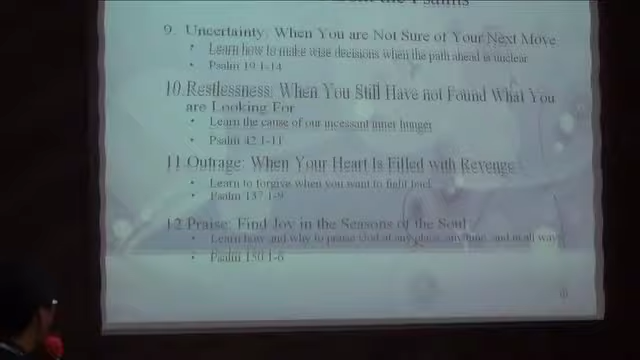 the Psalms
9. Uncertainty: When You are Not Sure of Your Next Move
• Learn how to make wise decisions when the path ahead is unclear
• Psalm 19:1-14
10. Restlessness: When You Still Have not Found What You
are Looking For
• Learn the cause of our incessant inner hunger
• Psalm 42:1-11
11 Outrage: When Your Heart Is Filled with Revenge
• Learn to forgive when you want to fight
• Psalm 137:1-9
12 Praise: Find Joy in the Seasons of the Soul
• Learn how and why to praise God at any place, anytime, and in all ways
• Psalm 150:1-6